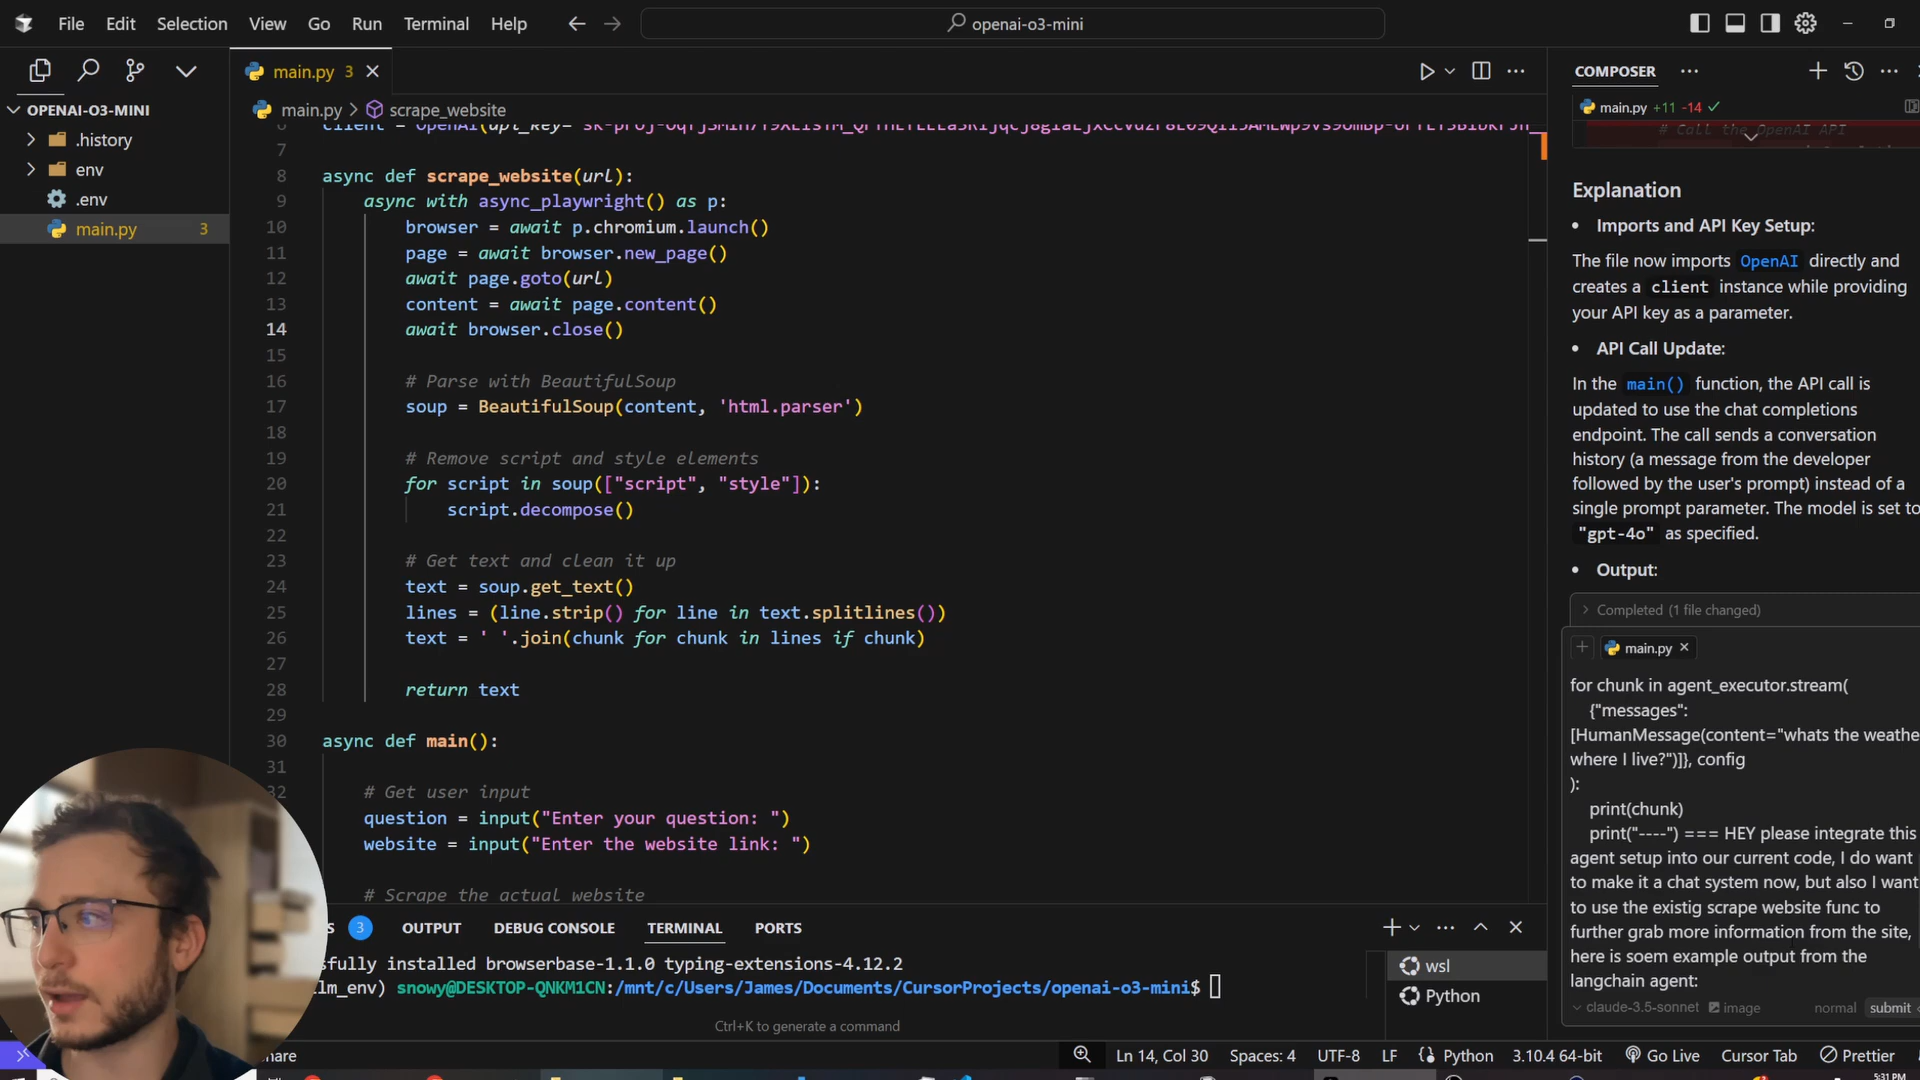 File Edit Selection View Go Run Terminal Help
openai-o3-mini
main.py 3
COMPOSER
OPENAI-O3-MINI
.history
env
.env
main.py 3
main.py scrape_website
7
8 async def scrape_website(url):
9 async with async_playwright() as p:
10 browser = await p.chromium.launch()
11 page = await browser.new_page()
12 await page.goto(url)
13 content = await page.content()
14 await browser.close()
15
16 # Parse with BeautifulSoup
17 soup = BeautifulSoup(content, 'html.parser')
18
19 # Remove script and style elements
20 for script in soup(["script", "style"]):
21 script.decompose()
22
23 # Get text and clean it up
24 text = soup.get_text()
25 lines = (line.strip() for line in text.splitlines())
26 text = ' '.join(chunk for chunk in lines if chunk)
27
28 return text
29
30 async def main():
31
32 # Get user input
question = input("Enter your question: ")
website = input("Enter the website link: ")
# Scrape the actual website
S 3 OUTPUT DEBUG CONSOLE TERMINAL PORTS
sfully installed browserbase-1.1.0 typing-extensions-4.12.2
lm_env) snowy@DESKTOP-QNKM1CN:/mnt/c/Users/James/Documents/CursorProjects/openai-o3-mini$
Ctrl+K to generate a command
wsl
Python
main.py +11 -14
# Call the OpenAI API
Explanation
• Imports and API Key Setup:
The file now imports OpenAI directly and
creates a client instance while providing
your API key as a parameter.
• API Call Update:
In the main() function, the API call is
updated to use the chat completions
endpoint. The call sends a conversation
history (a message from the developer
followed by the user's prompt) instead of a
single prompt parameter. The model is set to
"gpt-4o" as specified.
• Output:
Completed (1 file changed)
main.py
for chunk in agent_executor.stream(
{"messages":
[HumanMessage(content="whats the weathe
where I live?")]}, config
):
print(chunk)
print("----") === HEY please integrate this
agent setup into our current code, I do want
to make it a chat system now, but also I want
to use the existig scrape website func to
further grab more information from the site,
here is soem example output from the
langchain agent:
claude-3.5-sonnet image normal submit
hare Ln 14, Col 30 Spaces: 4 UTF-8 LF Python 3.10.4 64-bit Go Live Cursor Tab Prettier
5:31 PM